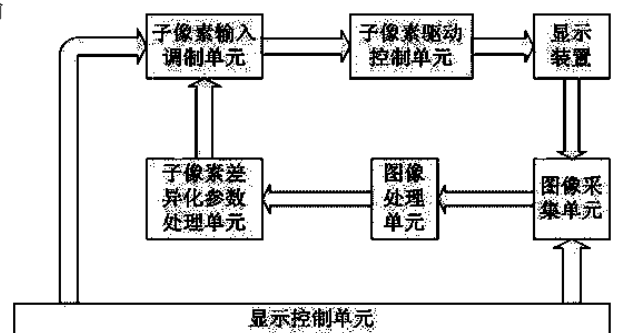 子像素输入
调制单元
子像素驱动
控制单元
显示
装置
子像素差
异化参数
处理单元
图像
处理
单元
图像采
集单元
显示控制单元